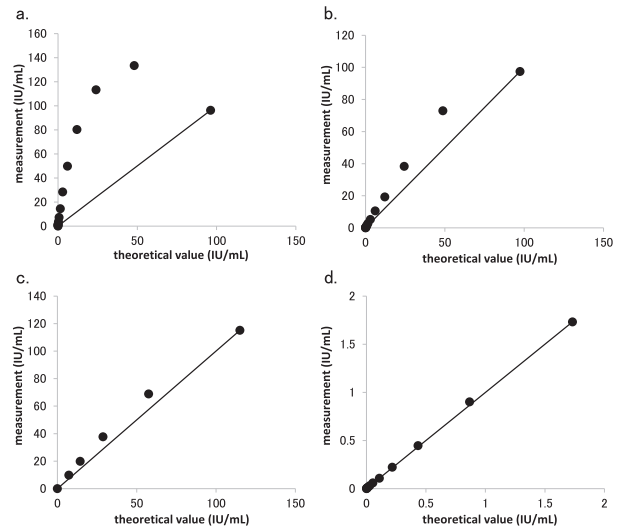 a.
160
140
120
100
80
60
40
20
0
measurement (IU/mL)
0 50 100 150
theoretical value (IU/mL)
b.
120
100
80
60
40
20
0
measurement (IU/mL)
0 50 100 150
theoretical value (IU/mL)
c.
140
120
100
80
60
40
20
0
measurement (IU/mL)
0 50 100 150
theoretical value (IU/mL)
d.
2
1.5
1
0.5
0
measurement (IU/mL)
0 0.5 1 1.5 2
theoretical value (IU/mL)